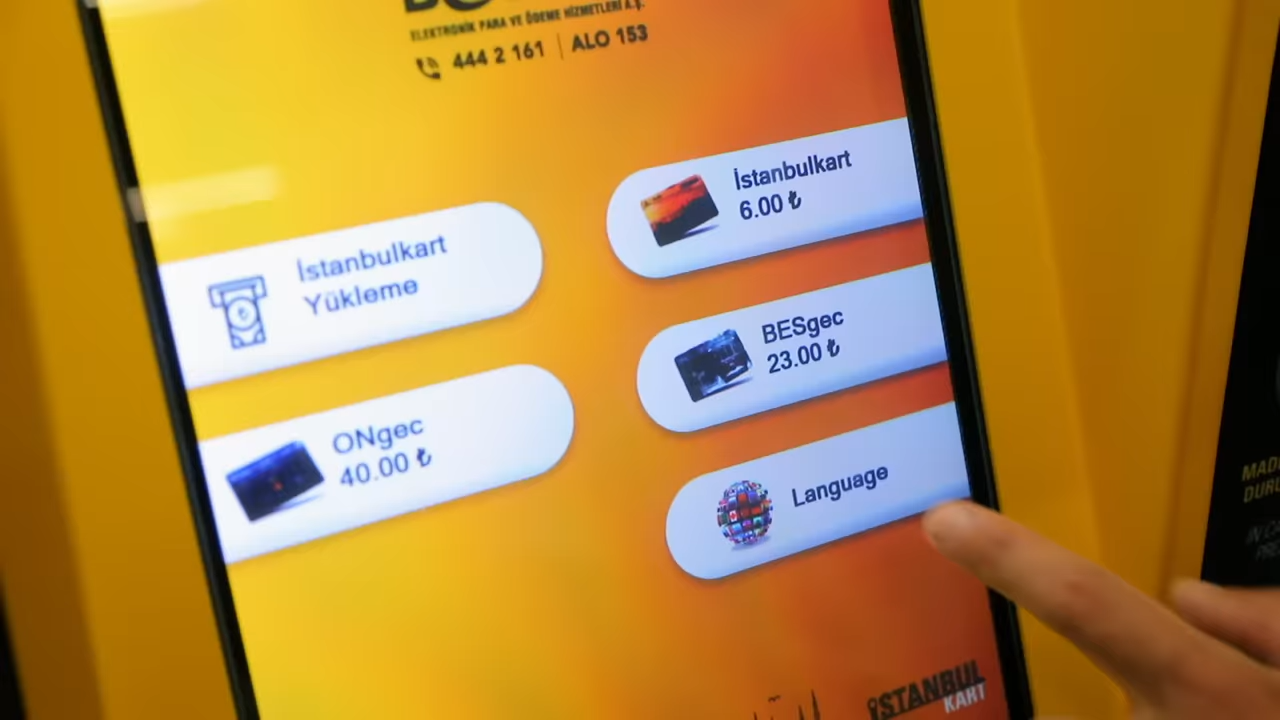 ELEKTRONİK PARA VE ÖDEME HİZMETLERİ A.Ş.
444 2 161 | ALO 153
İstanbulkart
6.00 ₺
İstanbulkart
Yükleme
BESgec
23.00 ₺
ONgec
40.00 ₺
Language
İSTANBUL
KART